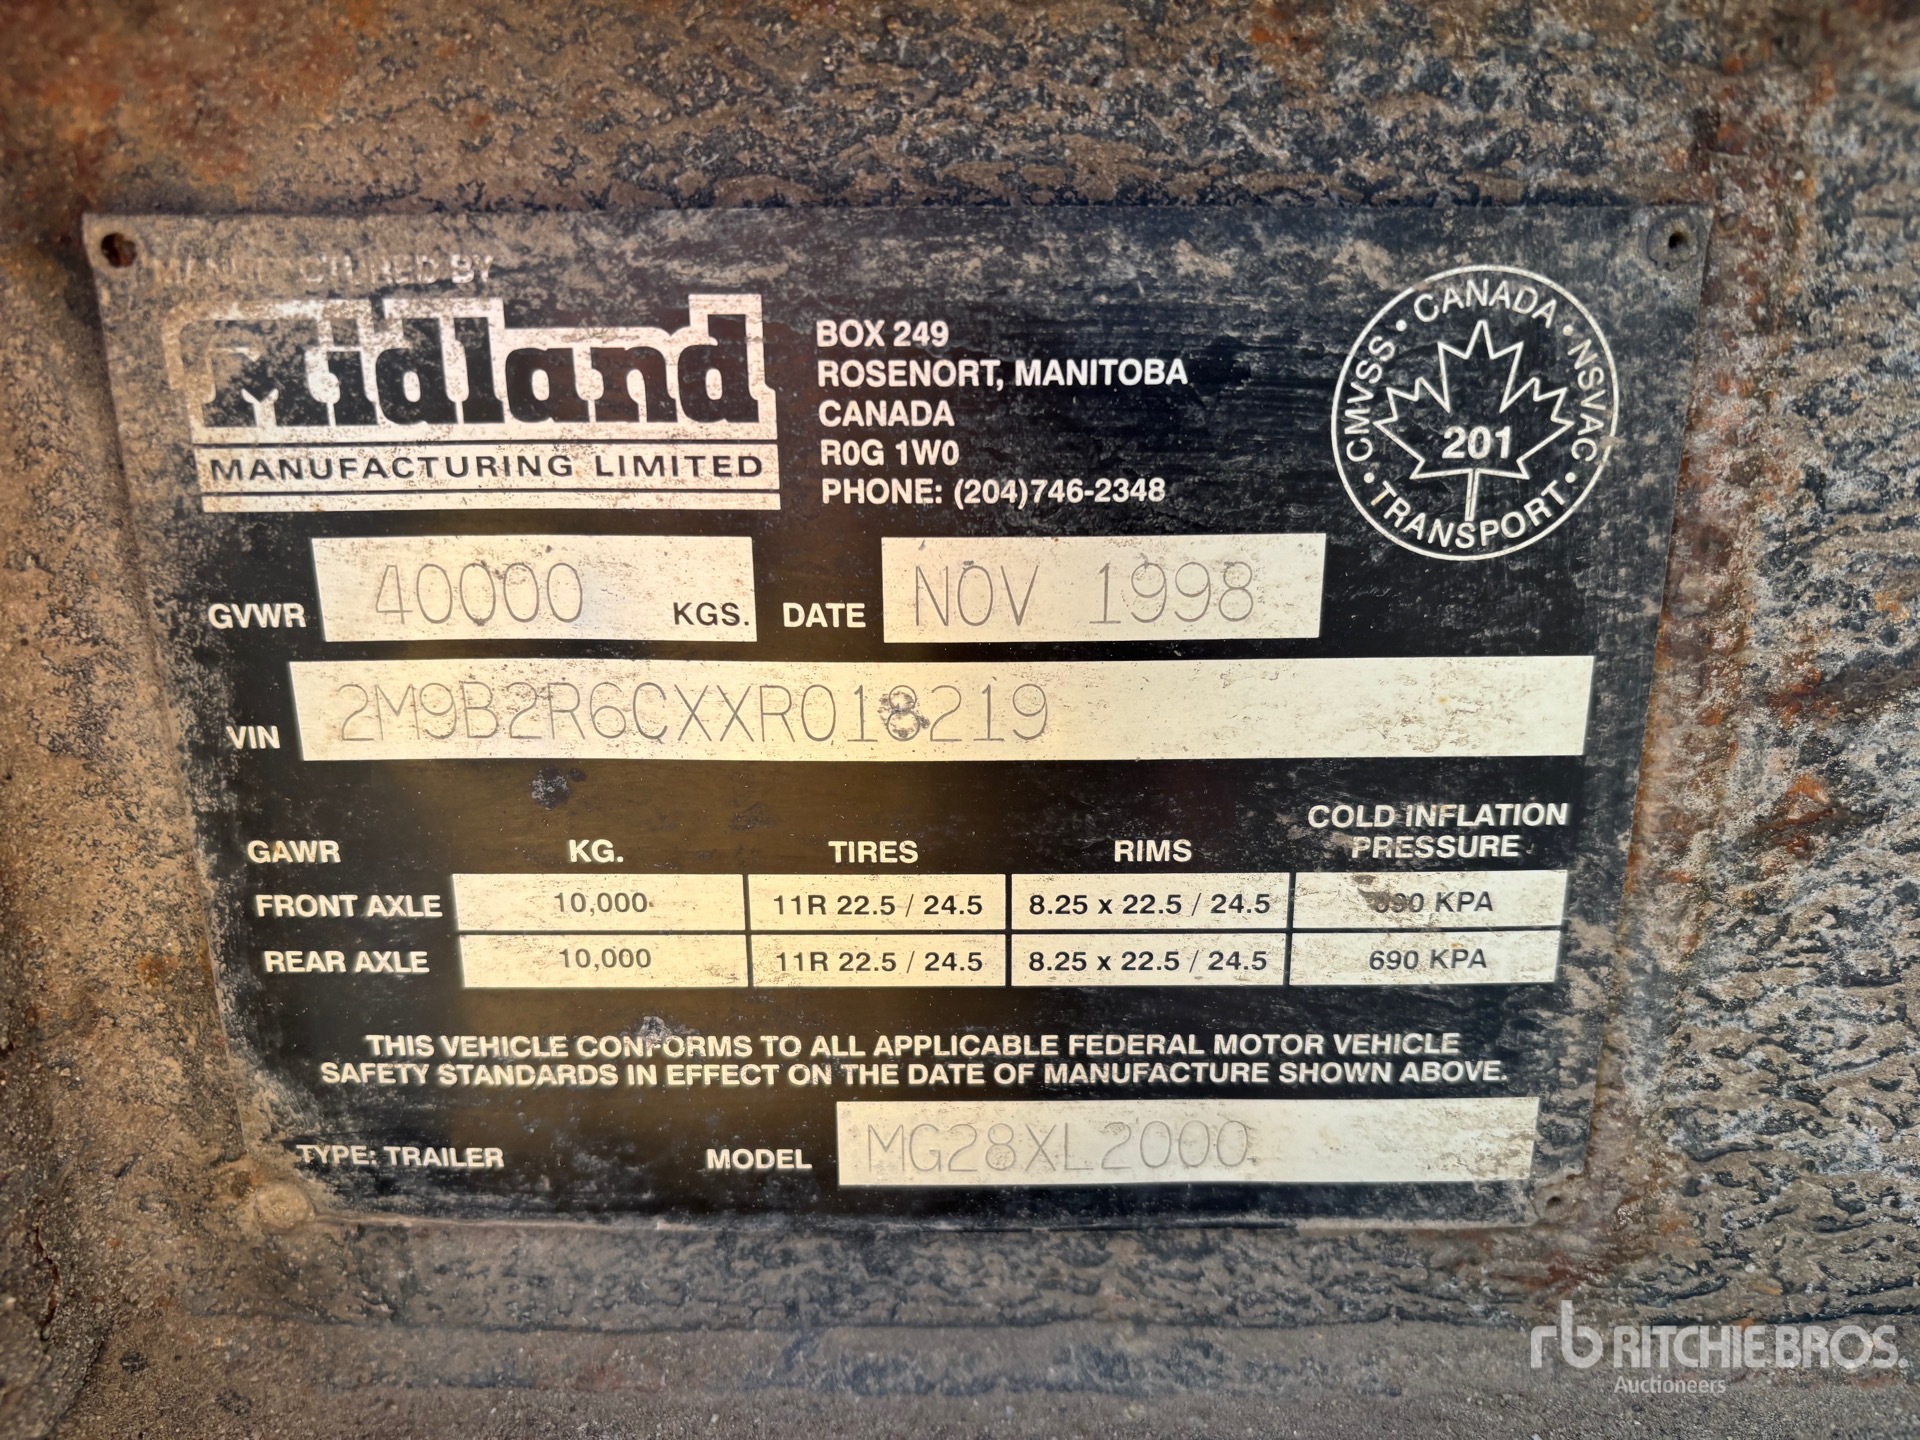 MANUFACTURED BY
Midland
MANUFACTURING LIMITED
BOX 249
ROSENORT, MANITOBA
CANADA
R0G 1W0
PHONE: (204)746-2348
CANADA · NSVAC · TRANSPORT · CMVSS ·
201
GVWR 40000 KGS. DATE NOV 1998
VIN 2M9B2R6CXXR018219
GAWR KG. TIRES RIMS COLD INFLATION PRESSURE
FRONT AXLE 10,000 11R 22.5 / 24.5 8.25 x 22.5 / 24.5 690 KPA
REAR AXLE 10,000 11R 22.5 / 24.5 8.25 x 22.5 / 24.5 690 KPA
THIS VEHICLE CONFORMS TO ALL APPLICABLE FEDERAL MOTOR VEHICLE
SAFETY STANDARDS IN EFFECT ON THE DATE OF MANUFACTURE SHOWN ABOVE.
TYPE: TRAILER MODEL MG28XL2000
rb RITCHIE BROS.
Auctioneers